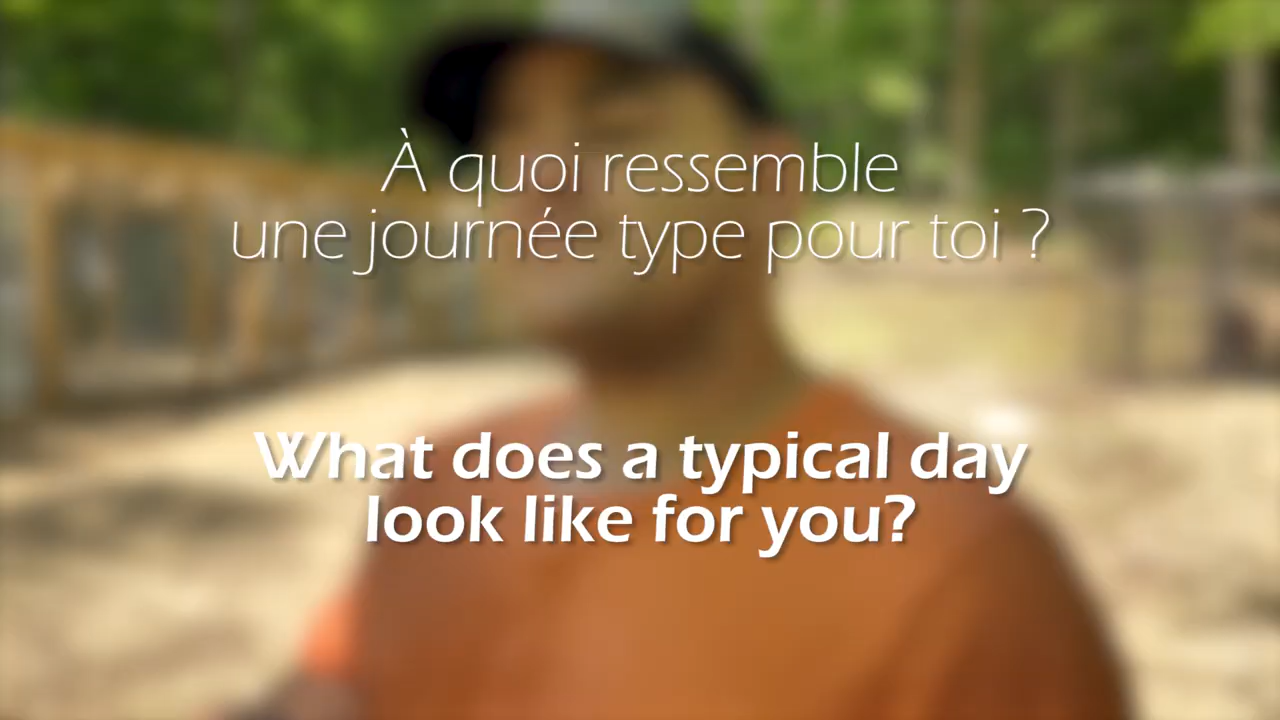 À quoi ressemble
une journée type pour toi ?
What does a typical day
look like for you?